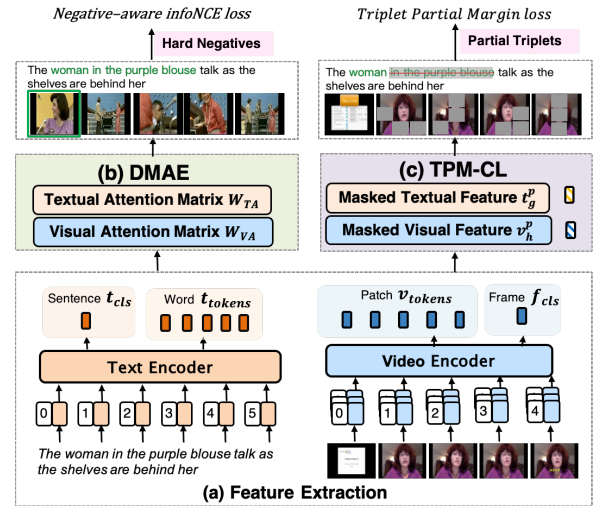 Negative–aware infoNCE loss
Triplet Partial Margin loss
Hard Negatives
Partial Triplets
The woman in the purple blouse talk as the
shelves are behind her
The woman in the purple blouse talk as the
shelves are behind her
(b) DMAE
Textual Attention Matrix W_TA
Visual Attention Matrix W_VA
(c) TPM-CL
Masked Textual Feature t_g^p
Masked Visual Feature v_h^p
Sentence t_cls
Word t_tokens
Patch v_tokens
Frame f_cls
Text Encoder
Video Encoder
0 1 2 3 4 5
0 1 2 3 4
The woman in the purple blouse talk as
the shelves are behind her
(a) Feature Extraction